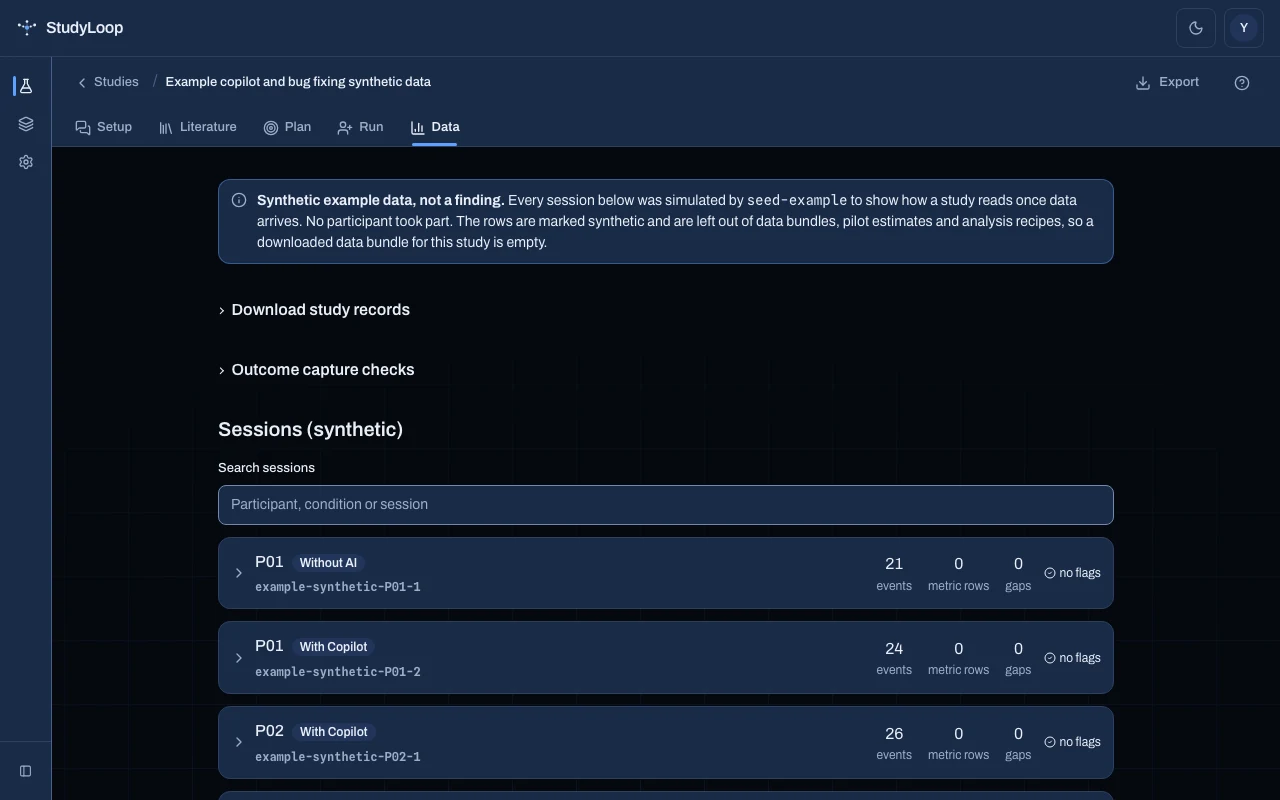 StudyLoop
Y
Studies / Example copilot and bug fixing synthetic data
Export
Setup
Literature
Plan
Run
Data
Synthetic example data, not a finding. Every session below was simulated by seed-example to show how a study reads once data
arrives. No participant took part. The rows are marked synthetic and are left out of data bundles, pilot estimates and analysis recipes, so a
downloaded data bundle for this study is empty.
Download study records
Outcome capture checks
Sessions (synthetic)
Search sessions
Participant, condition or session
P01 Without AI
example-synthetic-P01-1
21 events
0 metric rows
0 gaps
no flags
P01 With Copilot
example-synthetic-P01-2
24 events
0 metric rows
0 gaps
no flags
P02 With Copilot
example-synthetic-P02-1
26 events
0 metric rows
0 gaps
no flags